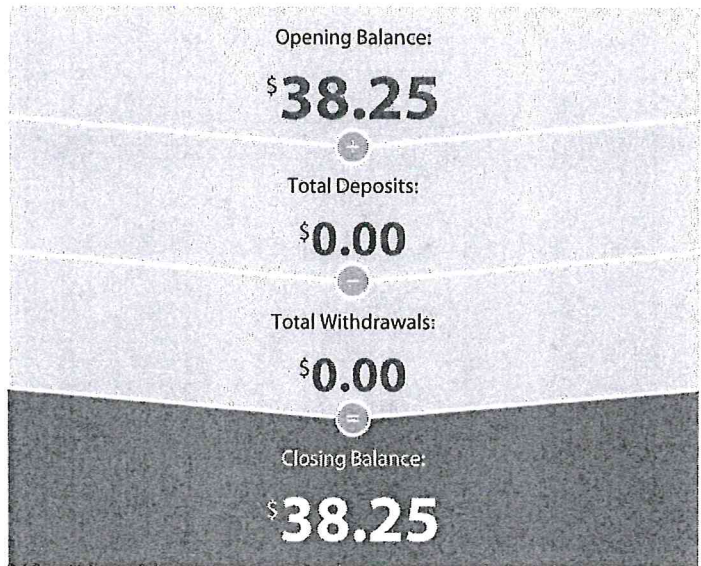 Opening Balance:
$38.25
+
Total Deposits:
$0.00
−
Total Withdrawals:
$0.00
=
Closing Balance:
$38.25